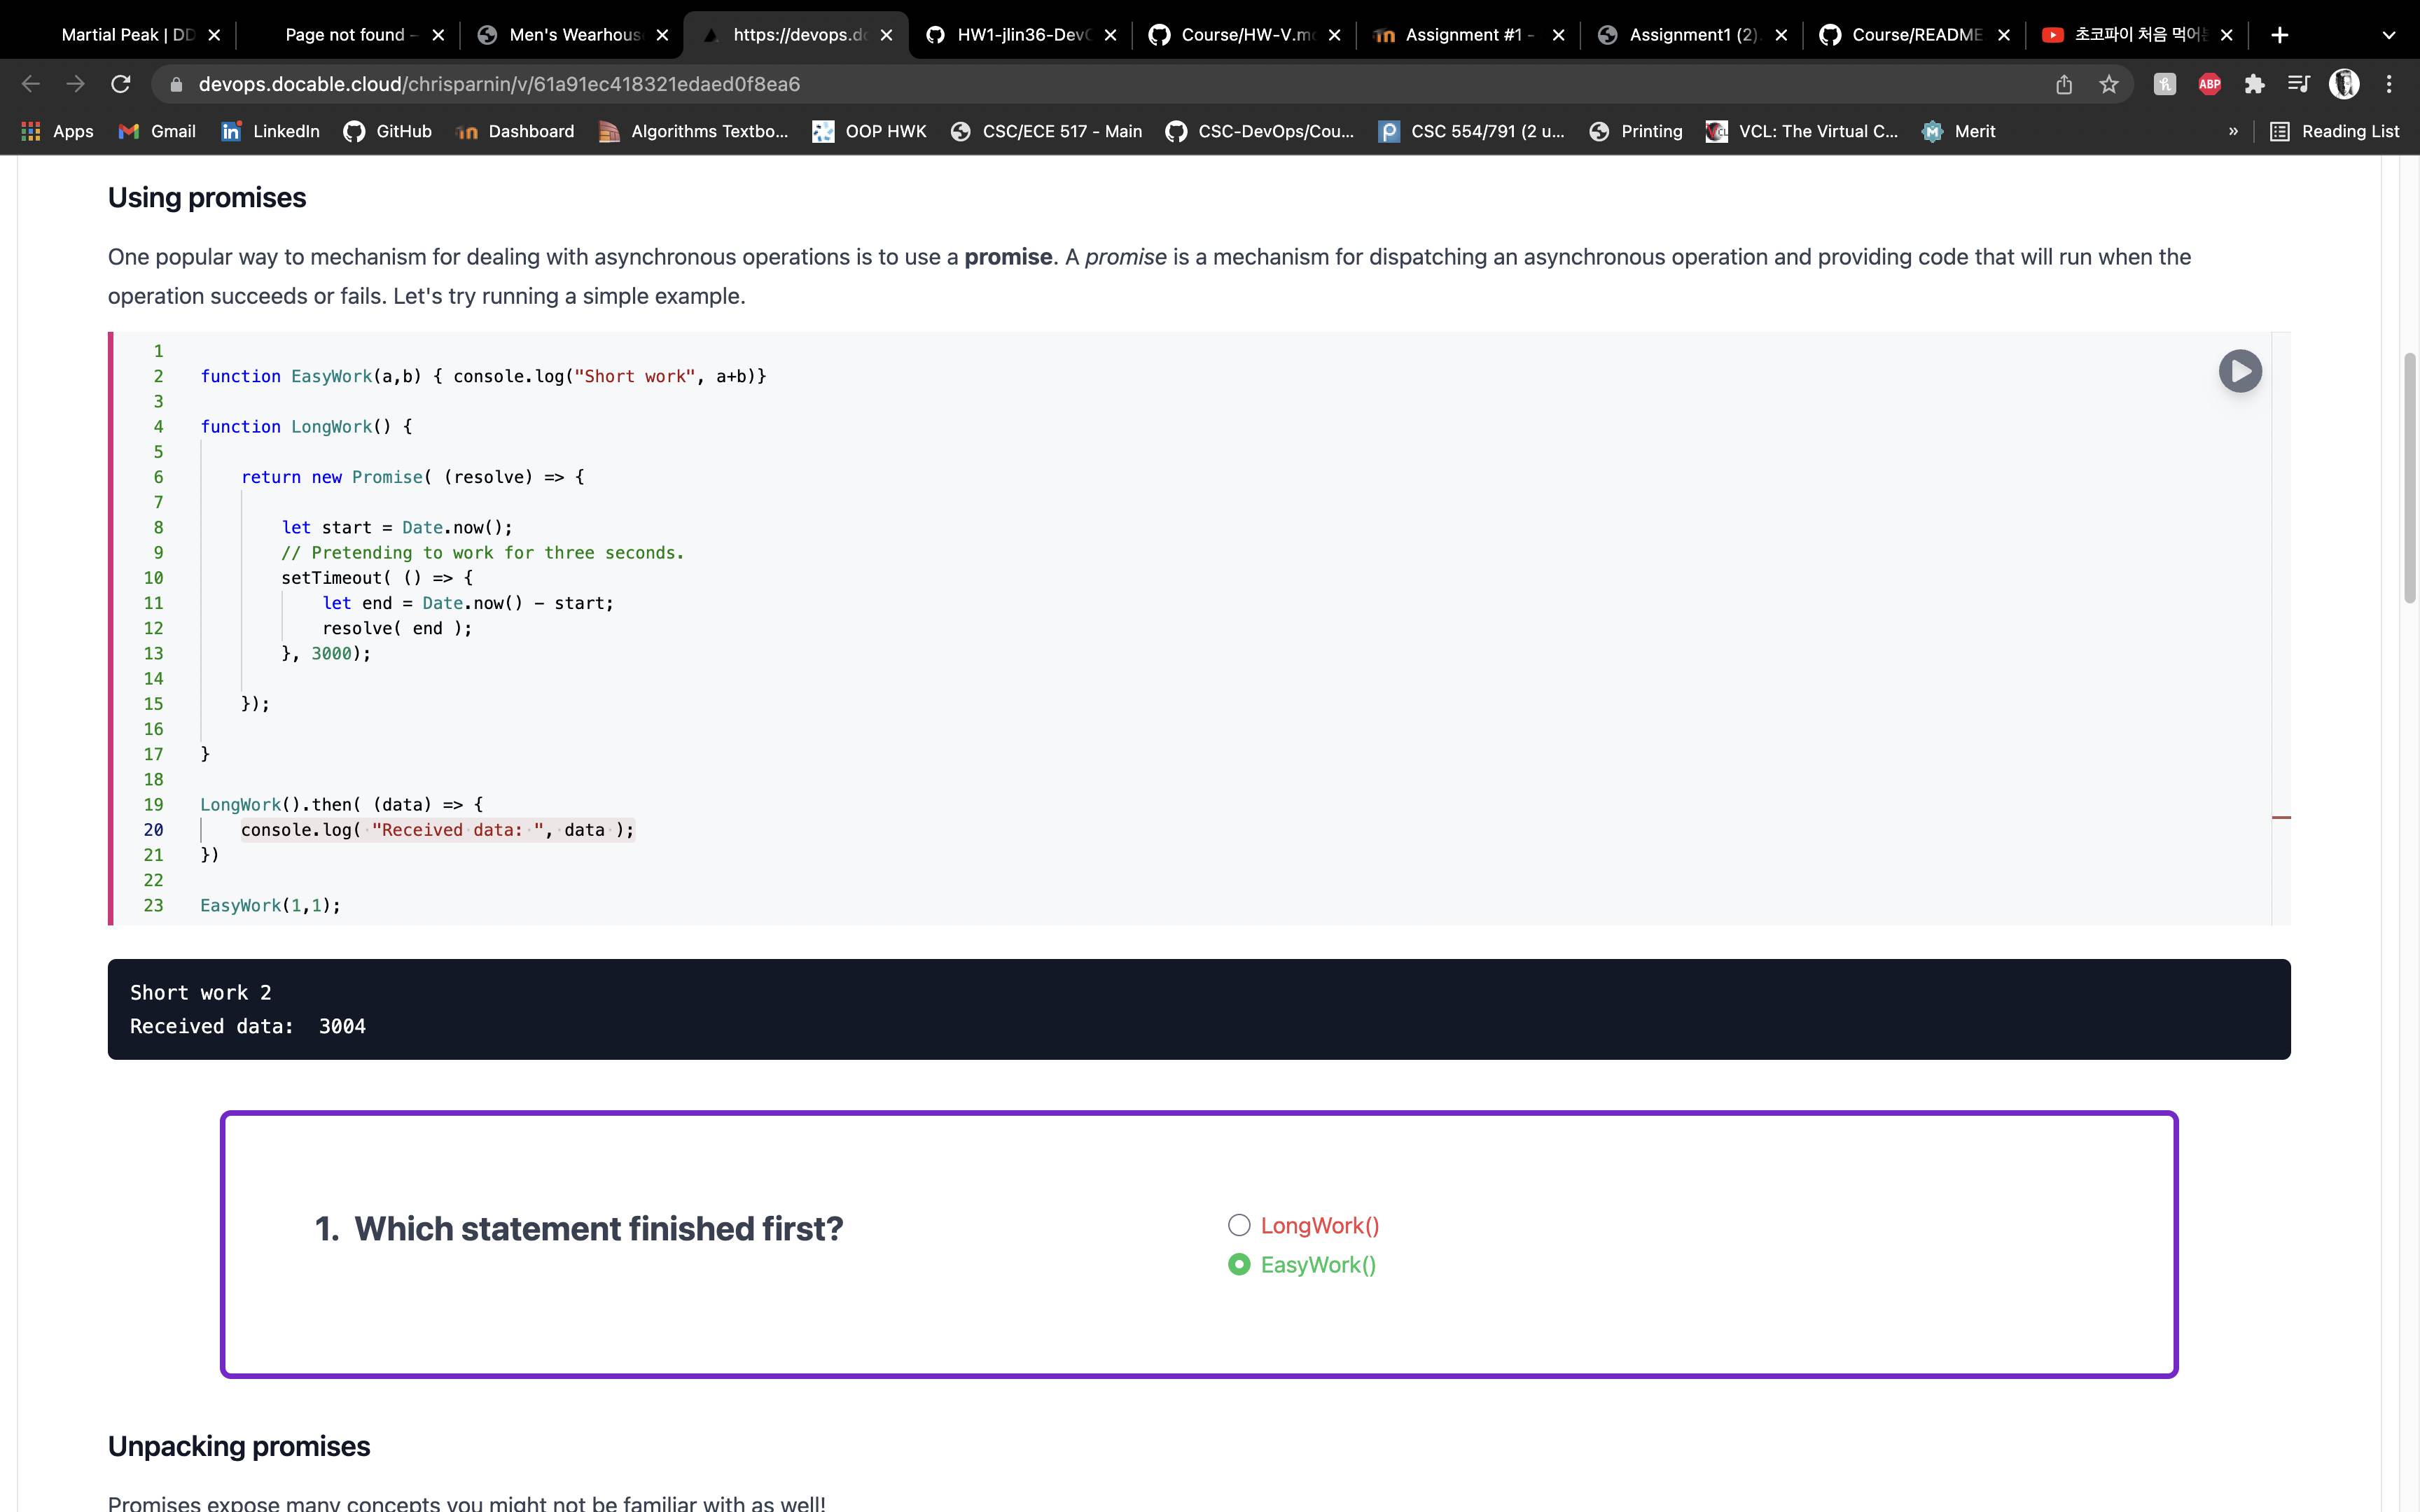 Martial Peak | DD
Page not found –
Men's Wearhous
https://devops.do
HW1-jlin36-DevO
Course/HW-V.md
Assignment #1 -
Assignment1 (2).
Course/README
초코파이 처음 먹어
devops.docable.cloud/chrisparnin/v/61a91ec418321edaed0f8ea6
ABP
Apps
Gmail
LinkedIn
GitHub
Dashboard
Algorithms Textbo...
OOP HWK
CSC/ECE 517 - Main
CSC-DevOps/Cou...
CSC 554/791 (2 u...
Printing
VCL: The Virtual C...
Merit
»
Reading List
Using promises
One popular way to mechanism for dealing with asynchronous operations is to use a promise. A promise is a mechanism for dispatching an asynchronous operation and providing code that will run when the
operation succeeds or fails. Let's try running a simple example.
1
2 function EasyWork(a,b) { console.log("Short work", a+b)}
3
4 function LongWork() {
5
6 return new Promise( (resolve) => {
7
8 let start = Date.now();
9 // Pretending to work for three seconds.
10 setTimeout( () => {
11 let end = Date.now() - start;
12 resolve( end );
13 }, 3000);
14
15 });
16
17 }
18
19 LongWork().then( (data) => {
20 console.log( "Received data: ", data );
21 })
22
23 EasyWork(1,1);
Short work 2
Received data:  3004
1. Which statement finished first?
LongWork()
EasyWork()
Unpacking promises
Promises expose many concepts you might not be familiar with as well!